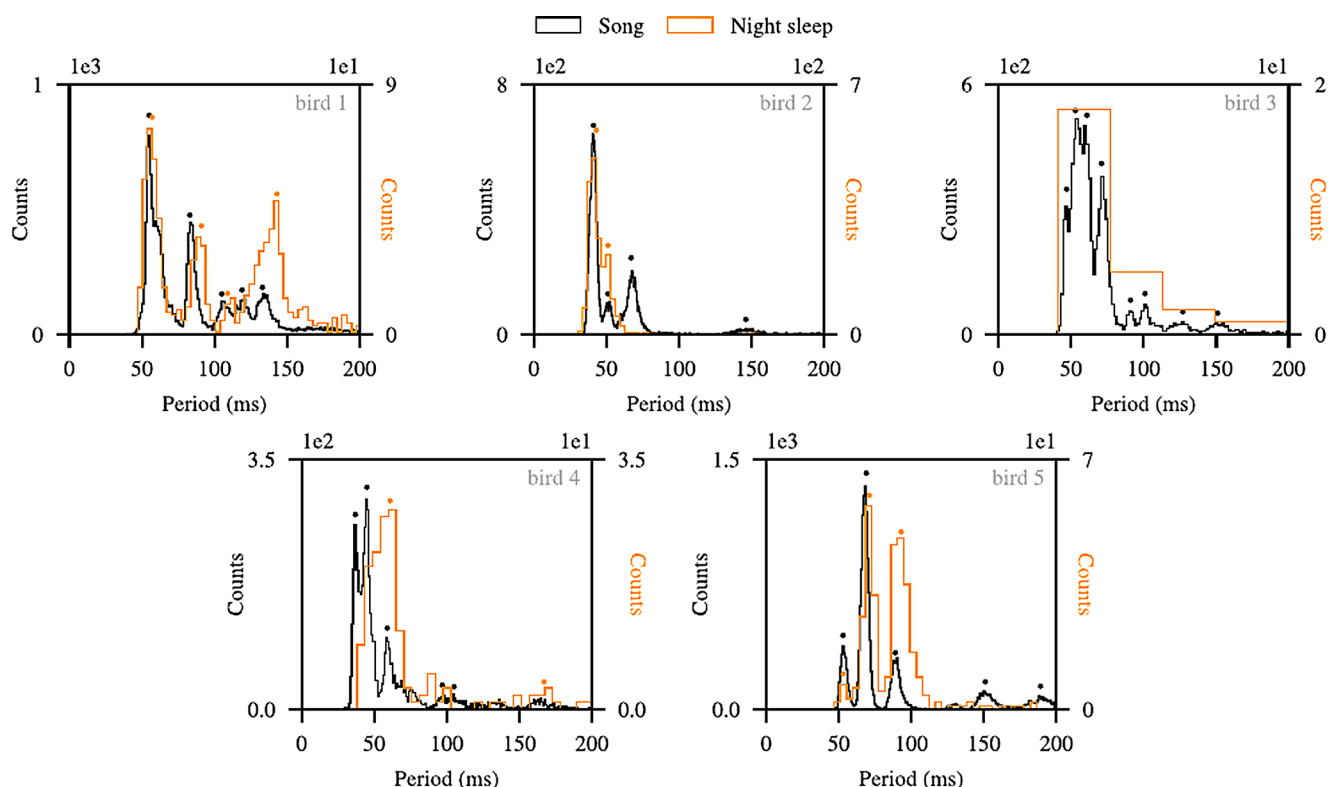 Song Night sleep
1e3 1e1 1e2 1e2 1e2 1e1
1 9 8 7 6 2
bird 1 bird 2 bird 3
Counts Counts Counts Counts Counts Counts
0 0 0 0 0 0
0 50 100 150 200 0 50 100 150 200 0 50 100 150 200
Period (ms) Period (ms) Period (ms)
1e2 1e1 1e3 1e1
3.5 3.5 1.5 7
bird 4 bird 5
Counts Counts Counts Counts
0.0 0.0 0.0 0
0 50 100 150 200 0 50 100 150 200
Period (ms) Period (ms)